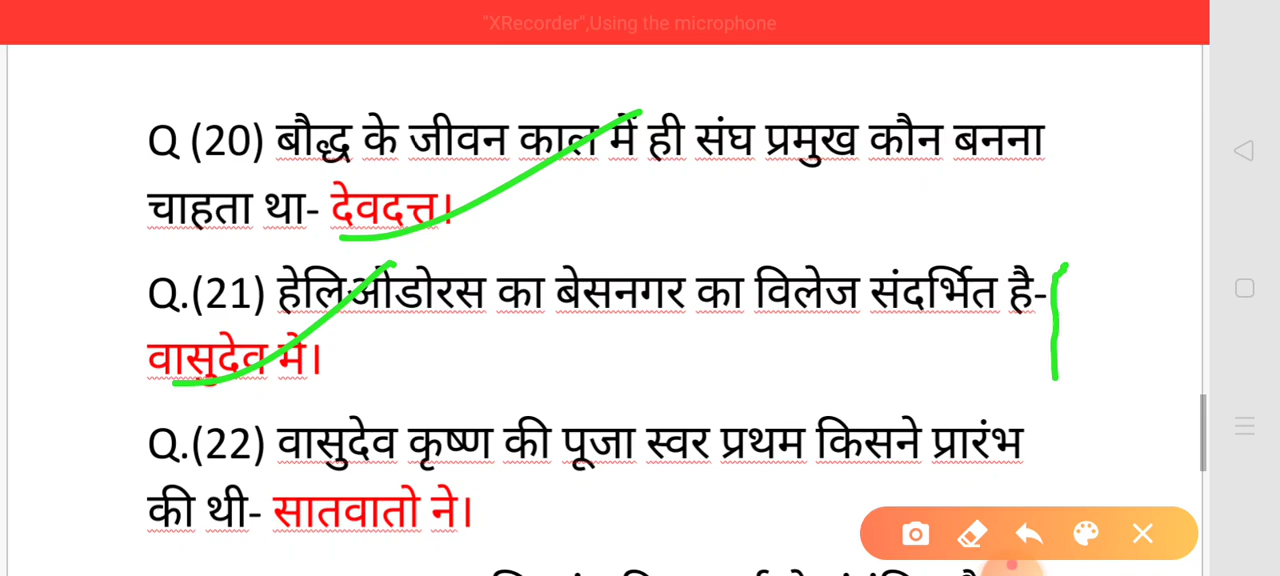 "XRecorder",Using the microphone
Q (20) बौद्ध के जीवन काल में ही संघ प्रमुख कौन बनना
चाहता था- देवदत्त।
Q.(21) हेलिओडोरस का बेसनगर का विलेज संदर्भित है-
वासुदेव मे।
Q.(22) वासुदेव कृष्ण की पूजा स्वर प्रथम किसने प्रारंभ
की थी- सातवातो ने।